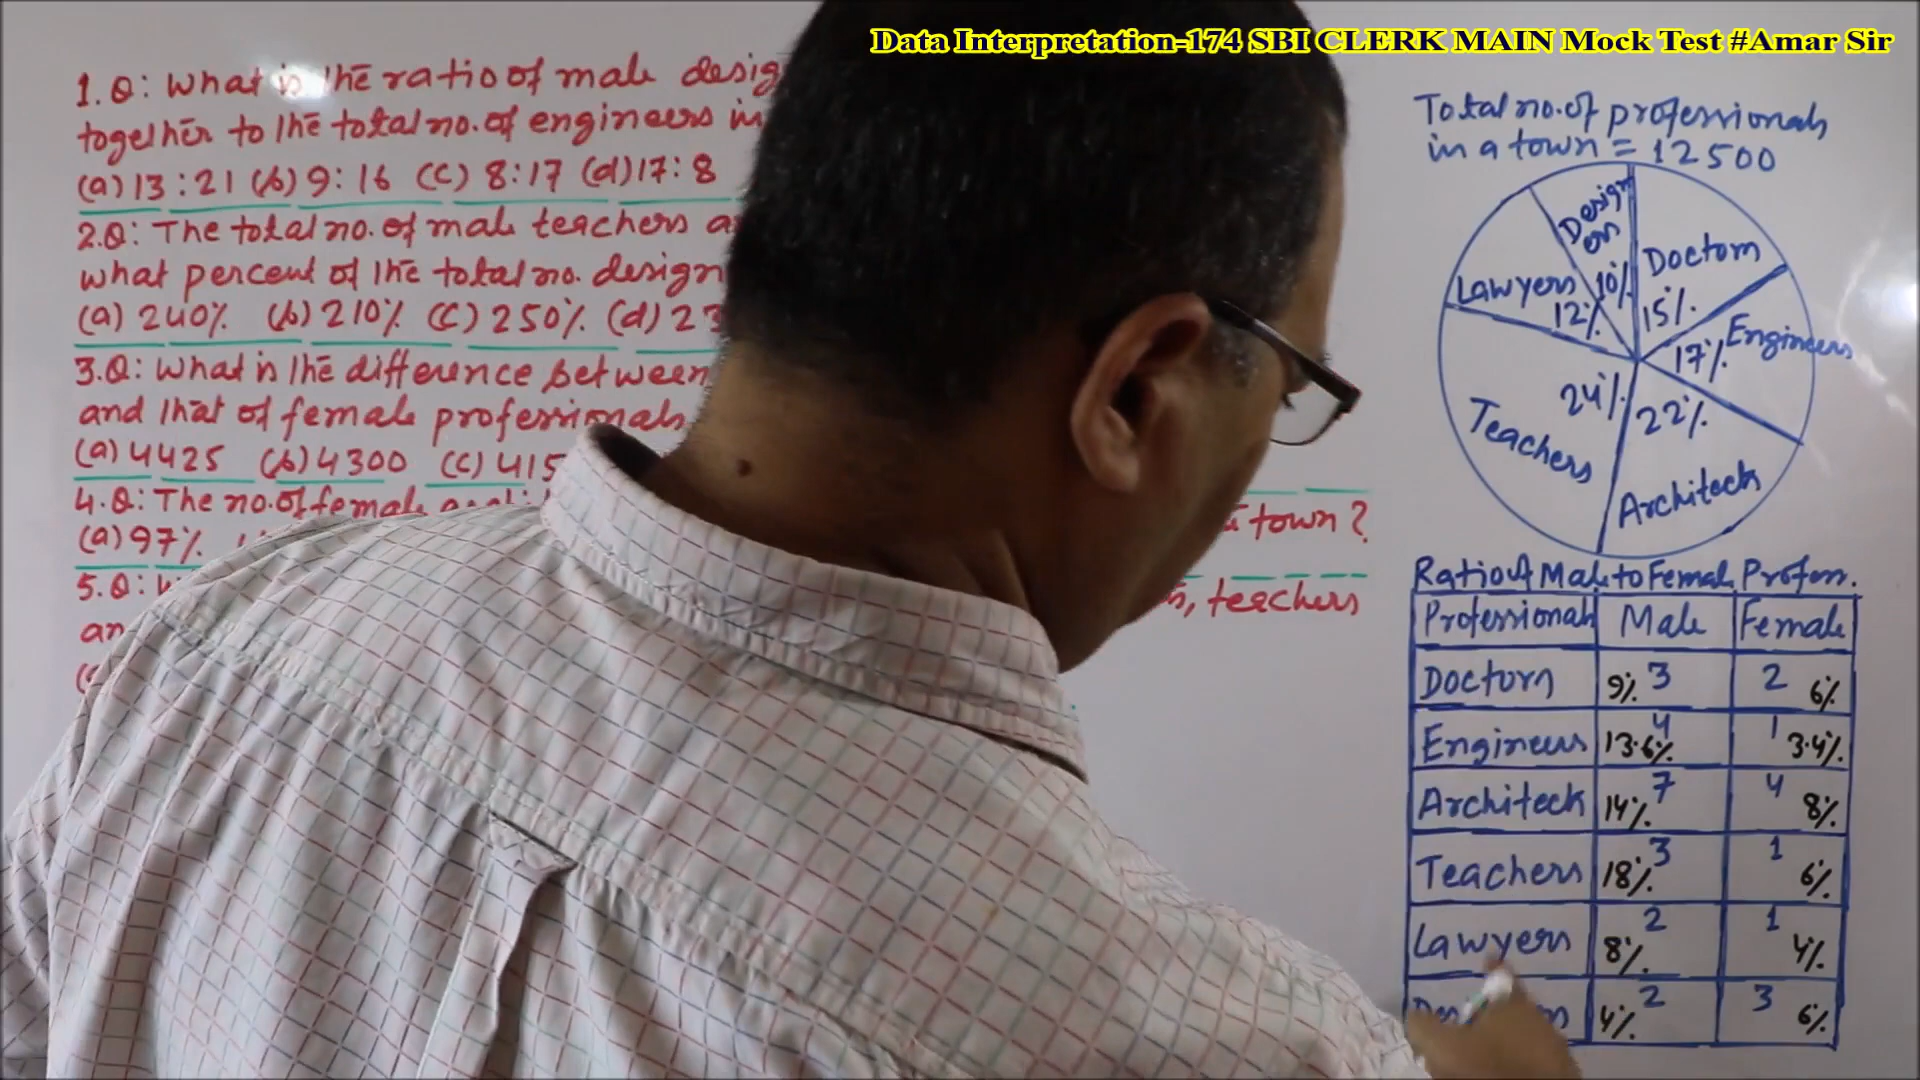 Data Interpretation-174 SBI CLERK MAIN Mock Test #Amar Sir
1.Q: What is the ratio of male desig
together to the total no. of engineers in
(a) 13:21 (b) 9:16 (c) 8:17 (d) 17:8
2.Q: The total no. of male teachers a
what percent of the total no. design
(a) 240% (b) 210% (c) 250% (d) 23
3.Q: What is the difference between
and that of female professionals
(a) 4425 (b) 4300 (c) 415
4.Q: The no. of female town?
(a) 97%
5.Q: teachers
an
Total no. of professionals
in a town = 12500
Designers
10%
Doctors
15%
Lawyers
12%
Engineers
17%
24%
Teachers
22%
Architects
Ratio of Male to Female Profess.
Professionals Male Female
Doctors 9% 3 2 6%
Engineers 13.6% 4 1 3.4%
Architects 14% 7 4 8%
Teachers 18% 3 1 6%
Lawyers 8% 2 1 4%
4% 2 3 6%